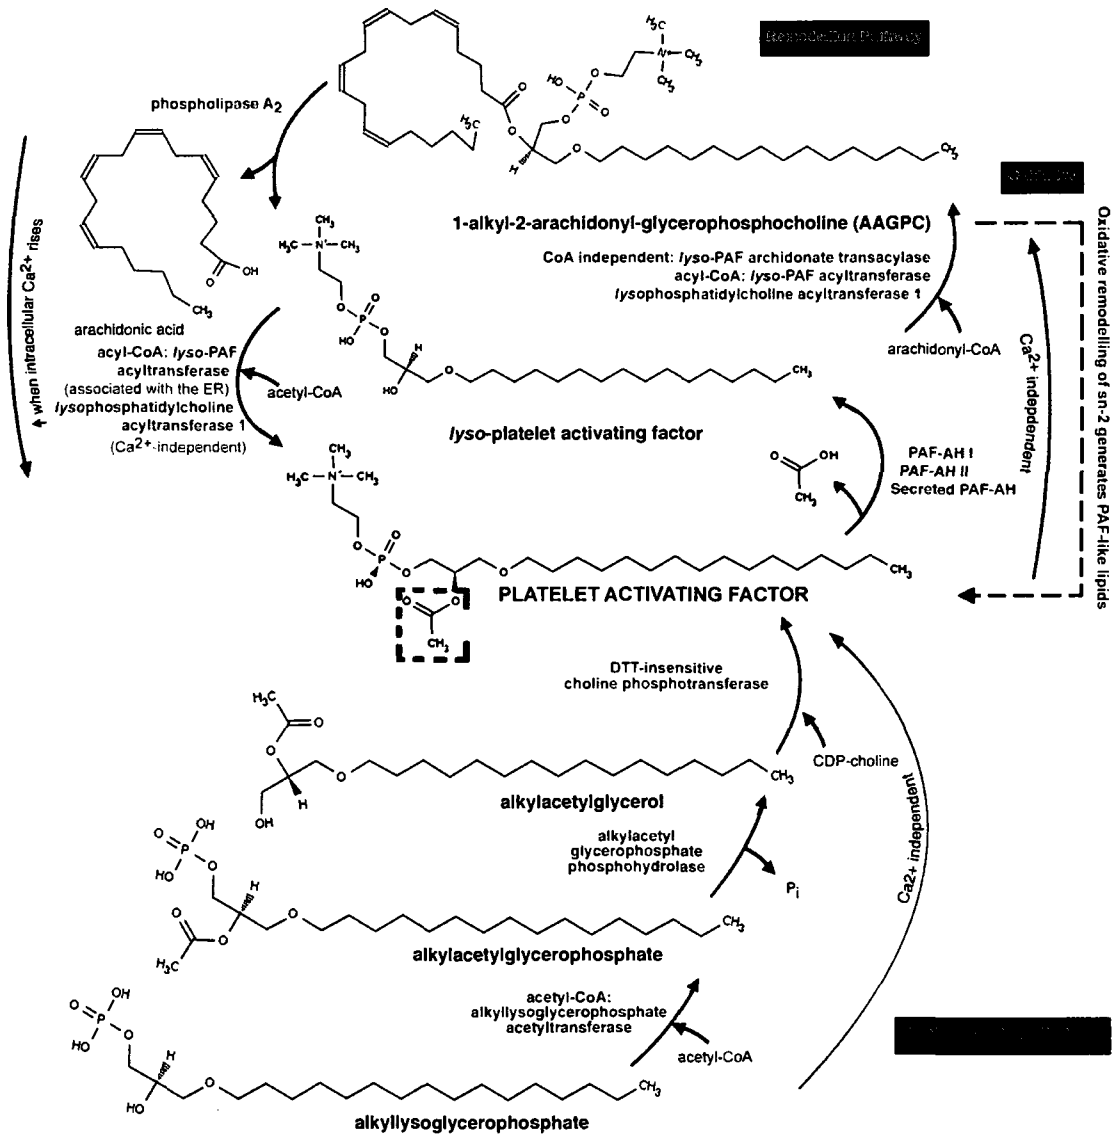 Remodelling Pathway
phospholipase A2
1-alkyl-2-arachidonyl-glycerophosphocholine (AAGPC)
CoA independent: lyso-PAF archidonate transacylase
acyl-CoA: lyso-PAF acyltransferase
lysophosphatidylcholine acyltransferase 1
arachidonyl-CoA
when intracellular Ca2+ rises
arachidonic acid
acyl-CoA: lyso-PAF
acyltransferase
(associated with the ER)
lysophosphatidylcholine
acyltransferase 1
(Ca2+-independent)
acetyl-CoA
lyso-platelet activating factor
PAF-AH I
PAF-AH II
Secreted PAF-AH
Ca2+ indepdendent
Oxidative remodelling of sn-2 generates PAF-like lipids
PLATELET ACTIVATING FACTOR
DTT-insensitive
choline phosphotransferase
CDP-choline
alkylacetylglycerol
alkylacetyl
glycerophosphate
phosphohydrolase
Pi
Ca2+ independent
alkylacetylglycerophosphate
acetyl-CoA:
alkyllysoglycerophosphate
acetyltransferase
acetyl-CoA
alkyllysoglycerophosphate